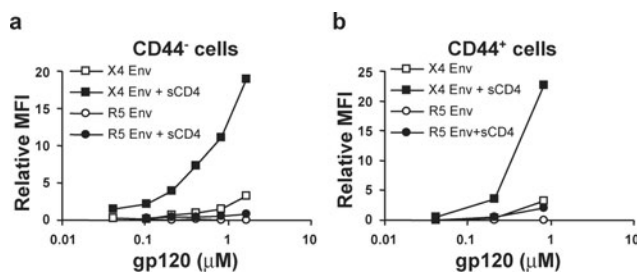 a
CD44⁻ cells
Relative MFI
20
15
10
5
0
X4 Env
X4 Env + sCD4
R5 Env
R5 Env + sCD4
0.01
0.1
1
10
gp120 (μM)
b
CD44⁺ cells
Relative MFI
25
20
15
10
5
0
X4 Env
X4 Env + sCD4
R5 Env
R5 Env+sCD4
0.01
0.1
1
10
gp120 (μM)